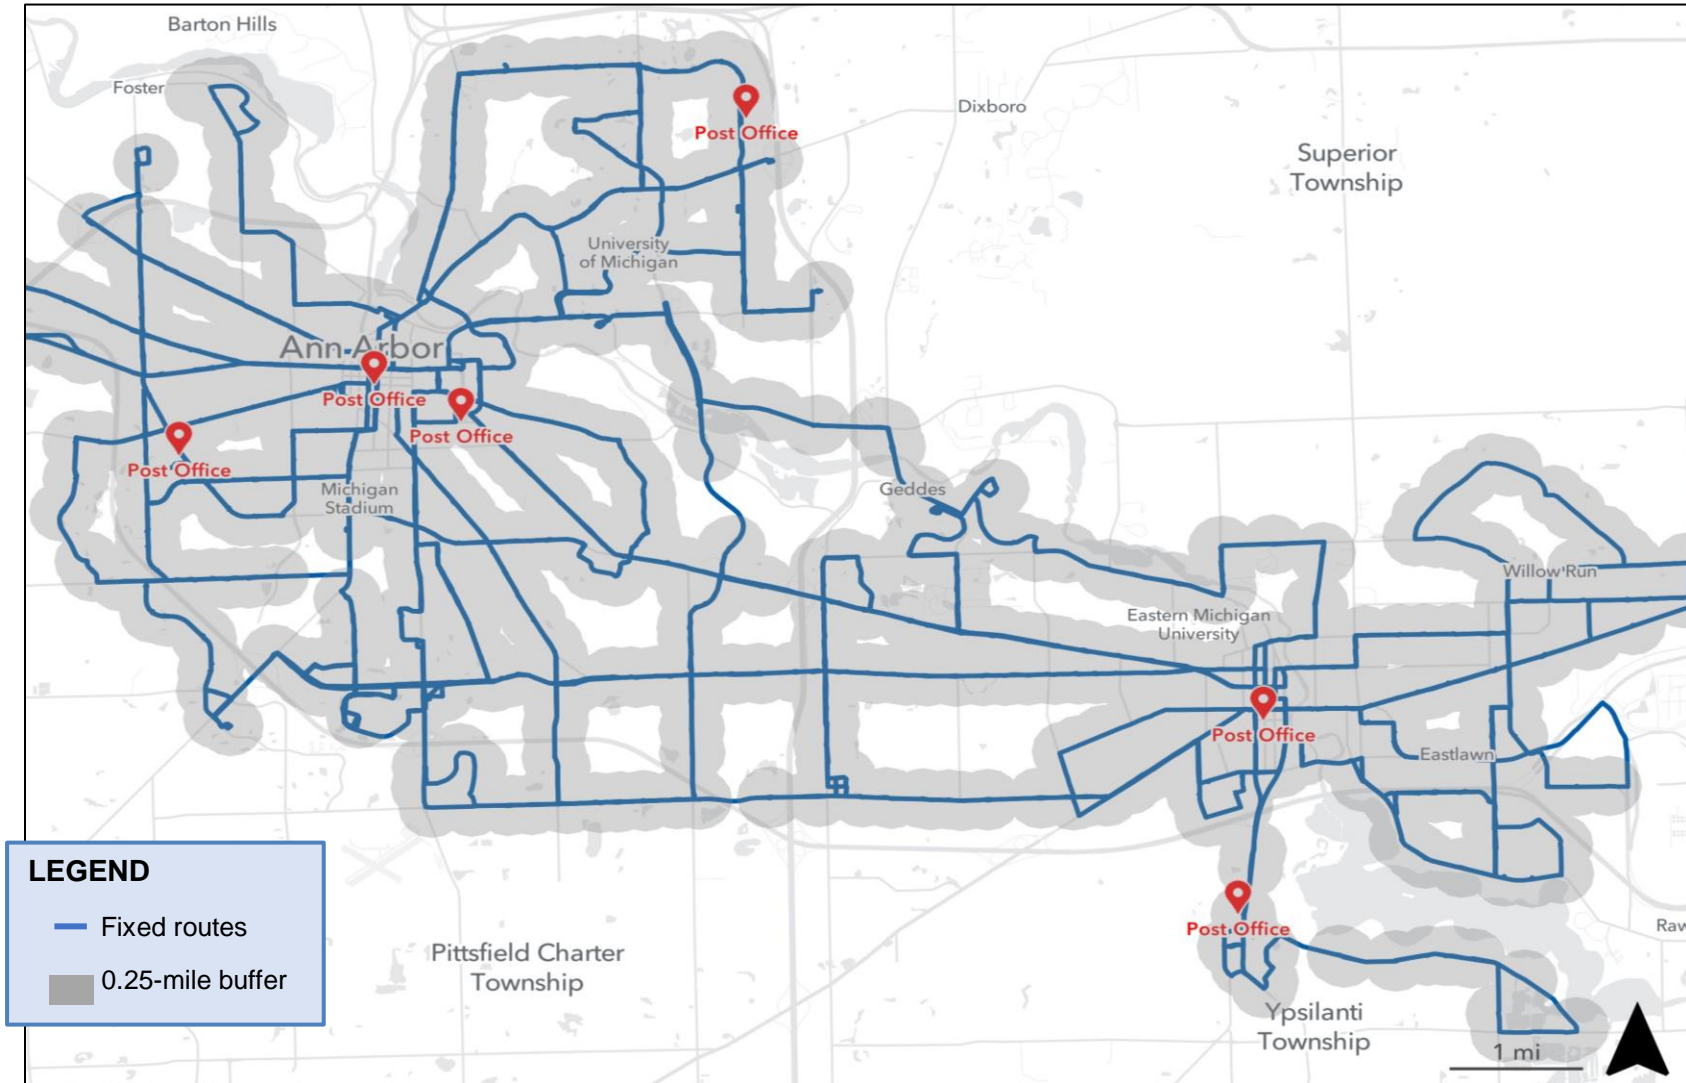 Barton Hills
Foster
Dixboro
Post Office
Superior
Township
University
of Michigan
Ann Arbor
Post Office
Post Office
Post Office
Michigan
Stadium
Geddes
Willow Run
Eastern Michigan
University
Post Office
Eastlawn
LEGEND
Fixed routes
0.25-mile buffer
Post Office
Raw
Pittsfield Charter
Township
Ypsilanti
Township
1 mi